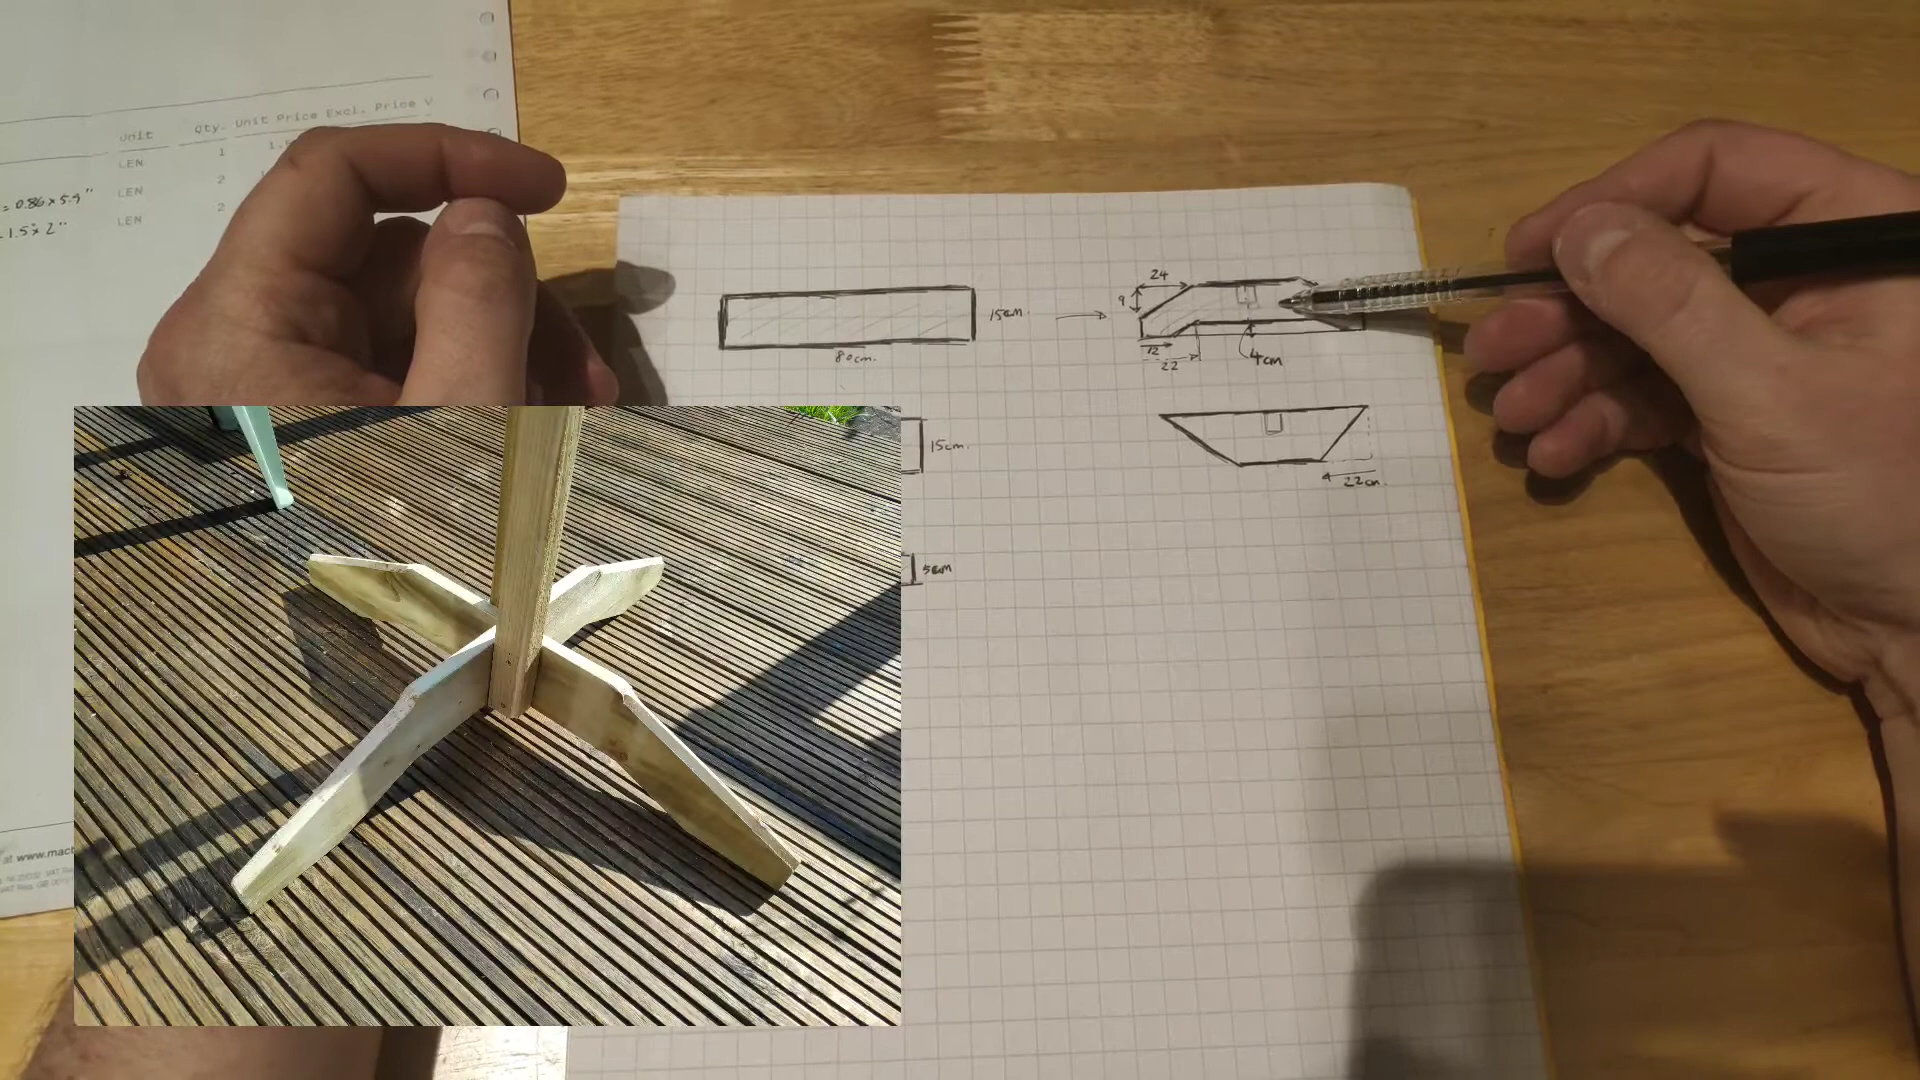 Unit Qty. Unit Price Excl. Price V
LEN 1
= 0.86 x 5.9" LEN 2
- 1.5 x 2" LEN 2
80cm.
15cm.
24
9
12
22
4cm
15cm.
22cm.
5cm
at www.mact